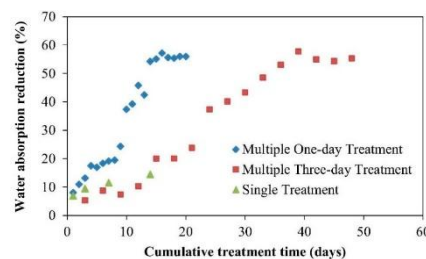 Water absorption reduction (%)
70
60
50
40
30
20
10
0
0 10 20 30 40 50 60
Multiple One-day Treatment
Multiple Three-day Treatment
Single Treatment
Cumulative treatment time (days)